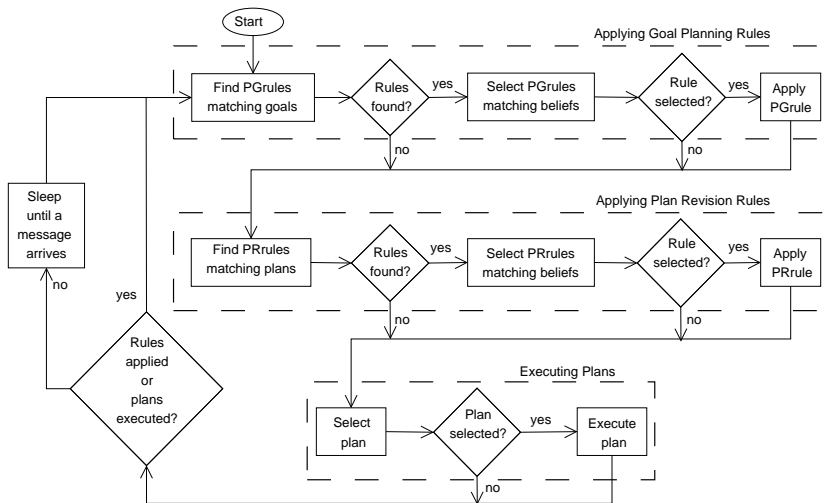 Start
Applying Goal Planning Rules
Find PGrules
matching goals
Rules
found?
yes
Select PGrules
matching beliefs
Rule
selected?
yes
Apply
PGrule
no
no
Sleep
until a
message
arrives
Applying Plan Revision Rules
Find PRrules
matching plans
Rules
found?
yes
Select PRrules
matching beliefs
Rule
selected?
yes
Apply
PRrule
no
yes
no
no
Rules
applied
or
plans
executed?
Executing Plans
Select
plan
Plan
selected?
yes
Execute
plan
no